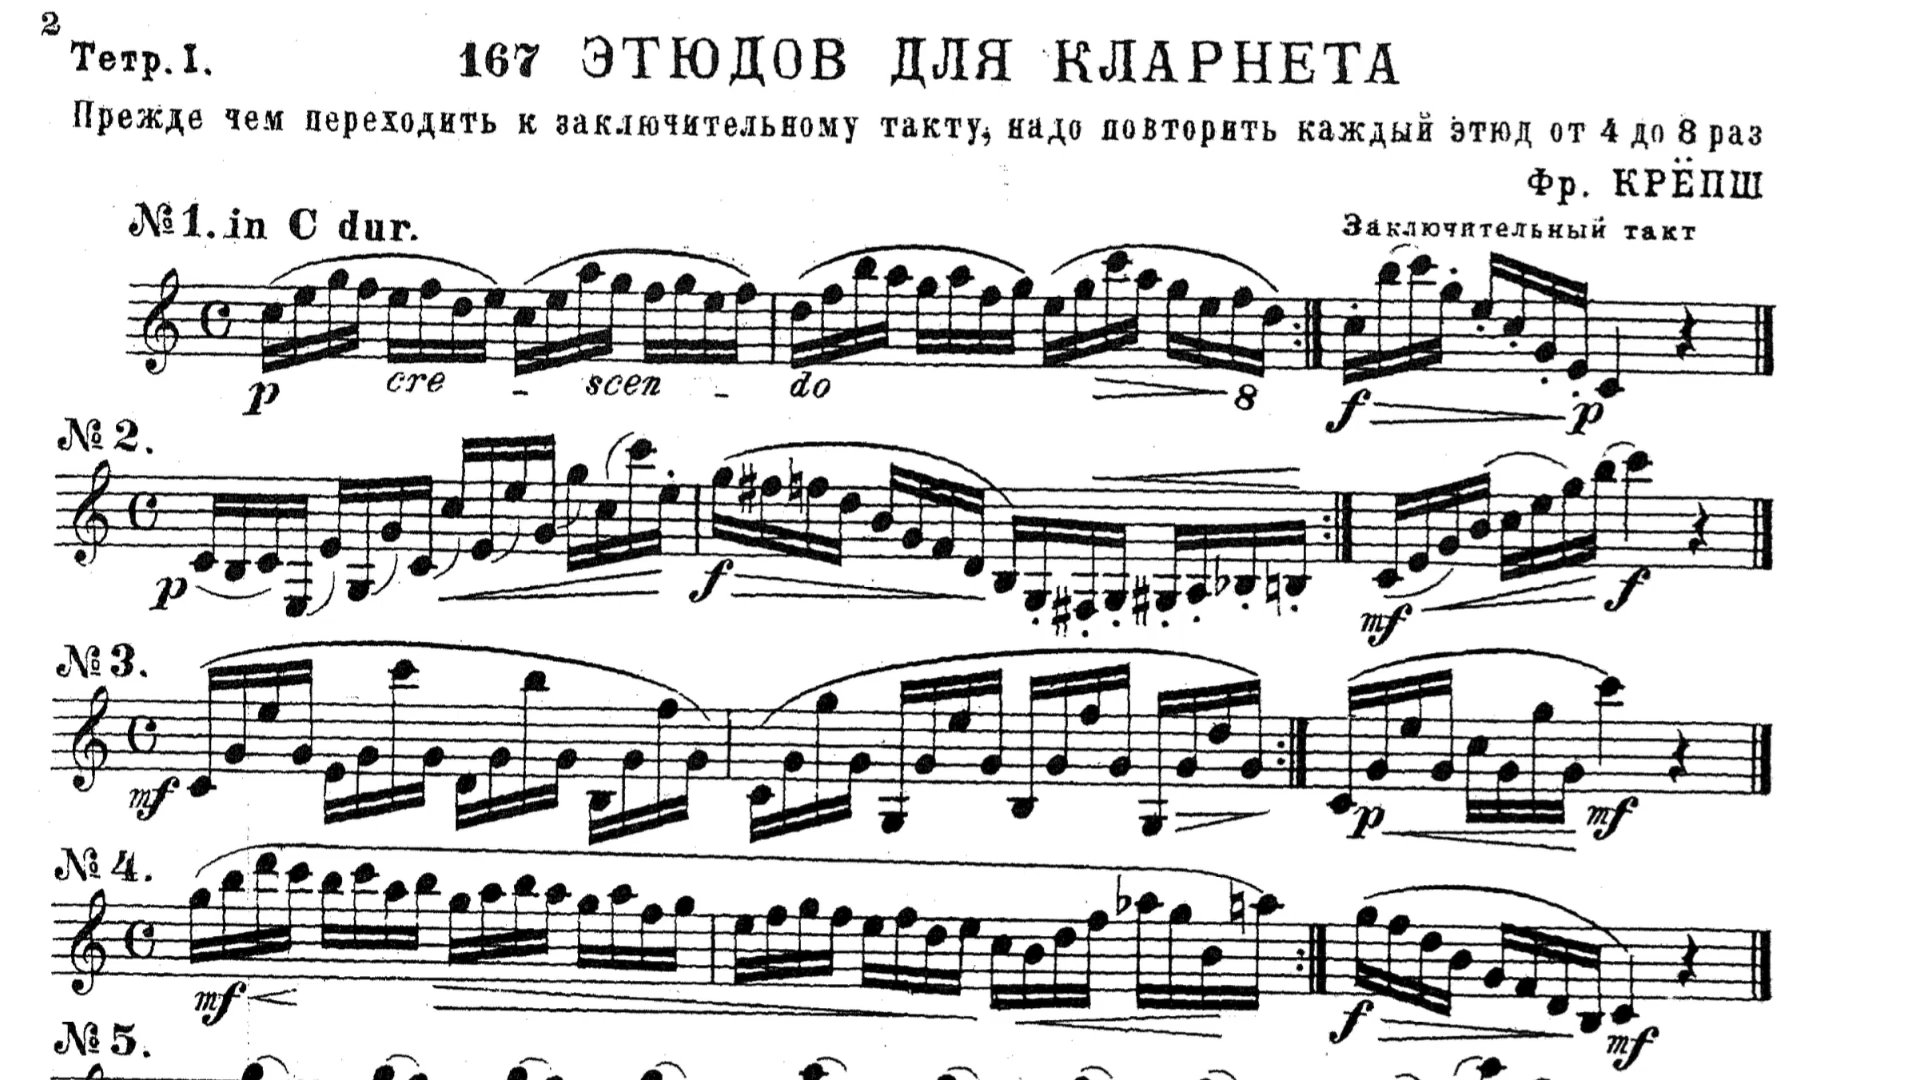 2
Тетр. I.
167 ЭТЮДОВ ДЛЯ КЛАРНЕТА
Прежде чем переходить к заключительному такту, надо повторить каждый этюд от 4 до 8 раз
Фр. КРЁПШ
№ 1. in C dur.
Заключительный такт
p cre - scen - do 8 f p
№ 2.
p f mf f
№ 3.
mf p mf
№ 4.
mf f mf
№ 5.